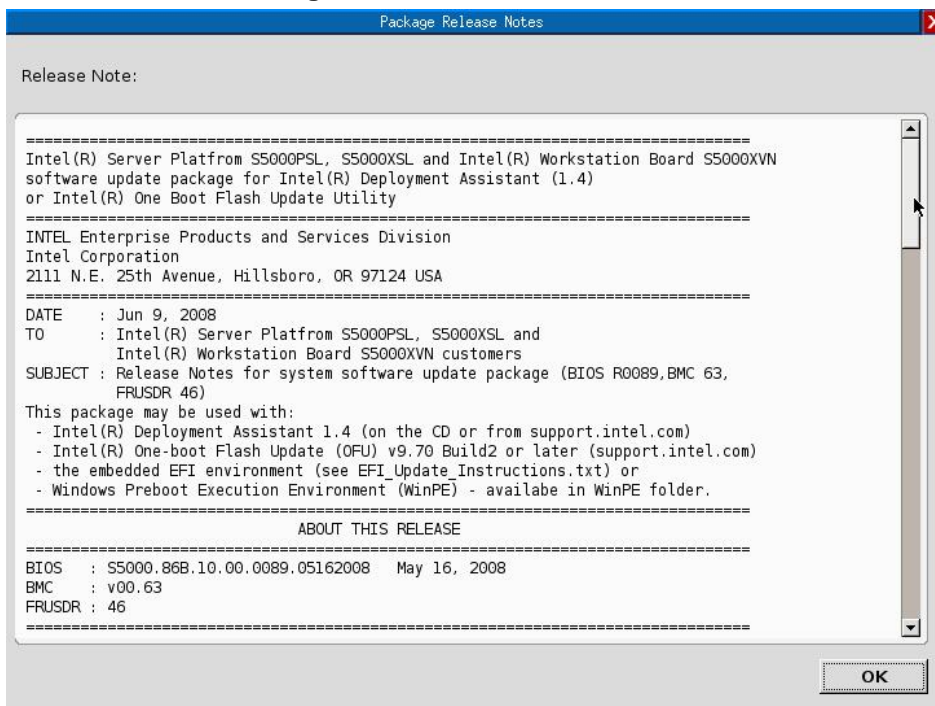 Package Release Notes
X
Release Note:
================================================================================
Intel(R) Server Platfrom S5000PSL, S5000XSL and Intel(R) Workstation Board S5000XVN
software update package for Intel(R) Deployment Assistant (1.4)
or Intel(R) One Boot Flash Update Utility
================================================================================
INTEL Enterprise Products and Services Division
Intel Corporation
2111 N.E. 25th Avenue, Hillsboro, OR 97124 USA
================================================================================
DATE    : Jun 9, 2008
TO      : Intel(R) Server Platfrom S5000PSL, S5000XSL and
          Intel(R) Workstation Board S5000XVN customers
SUBJECT : Release Notes for system software update package (BIOS R0089,BMC 63,
          FRUSDR 46)
This package may be used with:
 - Intel(R) Deployment Assistant 1.4 (on the CD or from support.intel.com)
 - Intel(R) One-boot Flash Update (OFU) v9.70 Build2 or later (support.intel.com)
 - the embedded EFI environment (see EFI_Update_Instructions.txt) or
 - Windows Preboot Execution Environment (WinPE) - availabe in WinPE folder.
================================================================================
ABOUT THIS RELEASE
================================================================================
BIOS   : S5000.86B.10.00.0089.05162008   May 16, 2008
BMC    : v00.63
FRUSDR : 46
================================================================================
OK